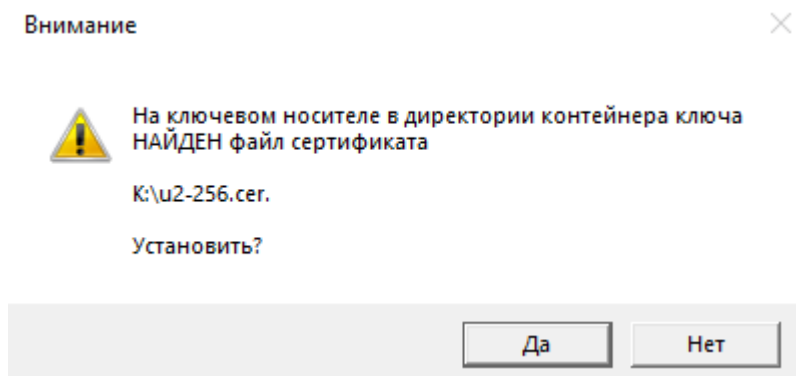 Внимание
На ключевом носителе в директории контейнера ключа
НАЙДЕН файл сертификата
K:\u2-256.cer.
Установить?
Да
Нет